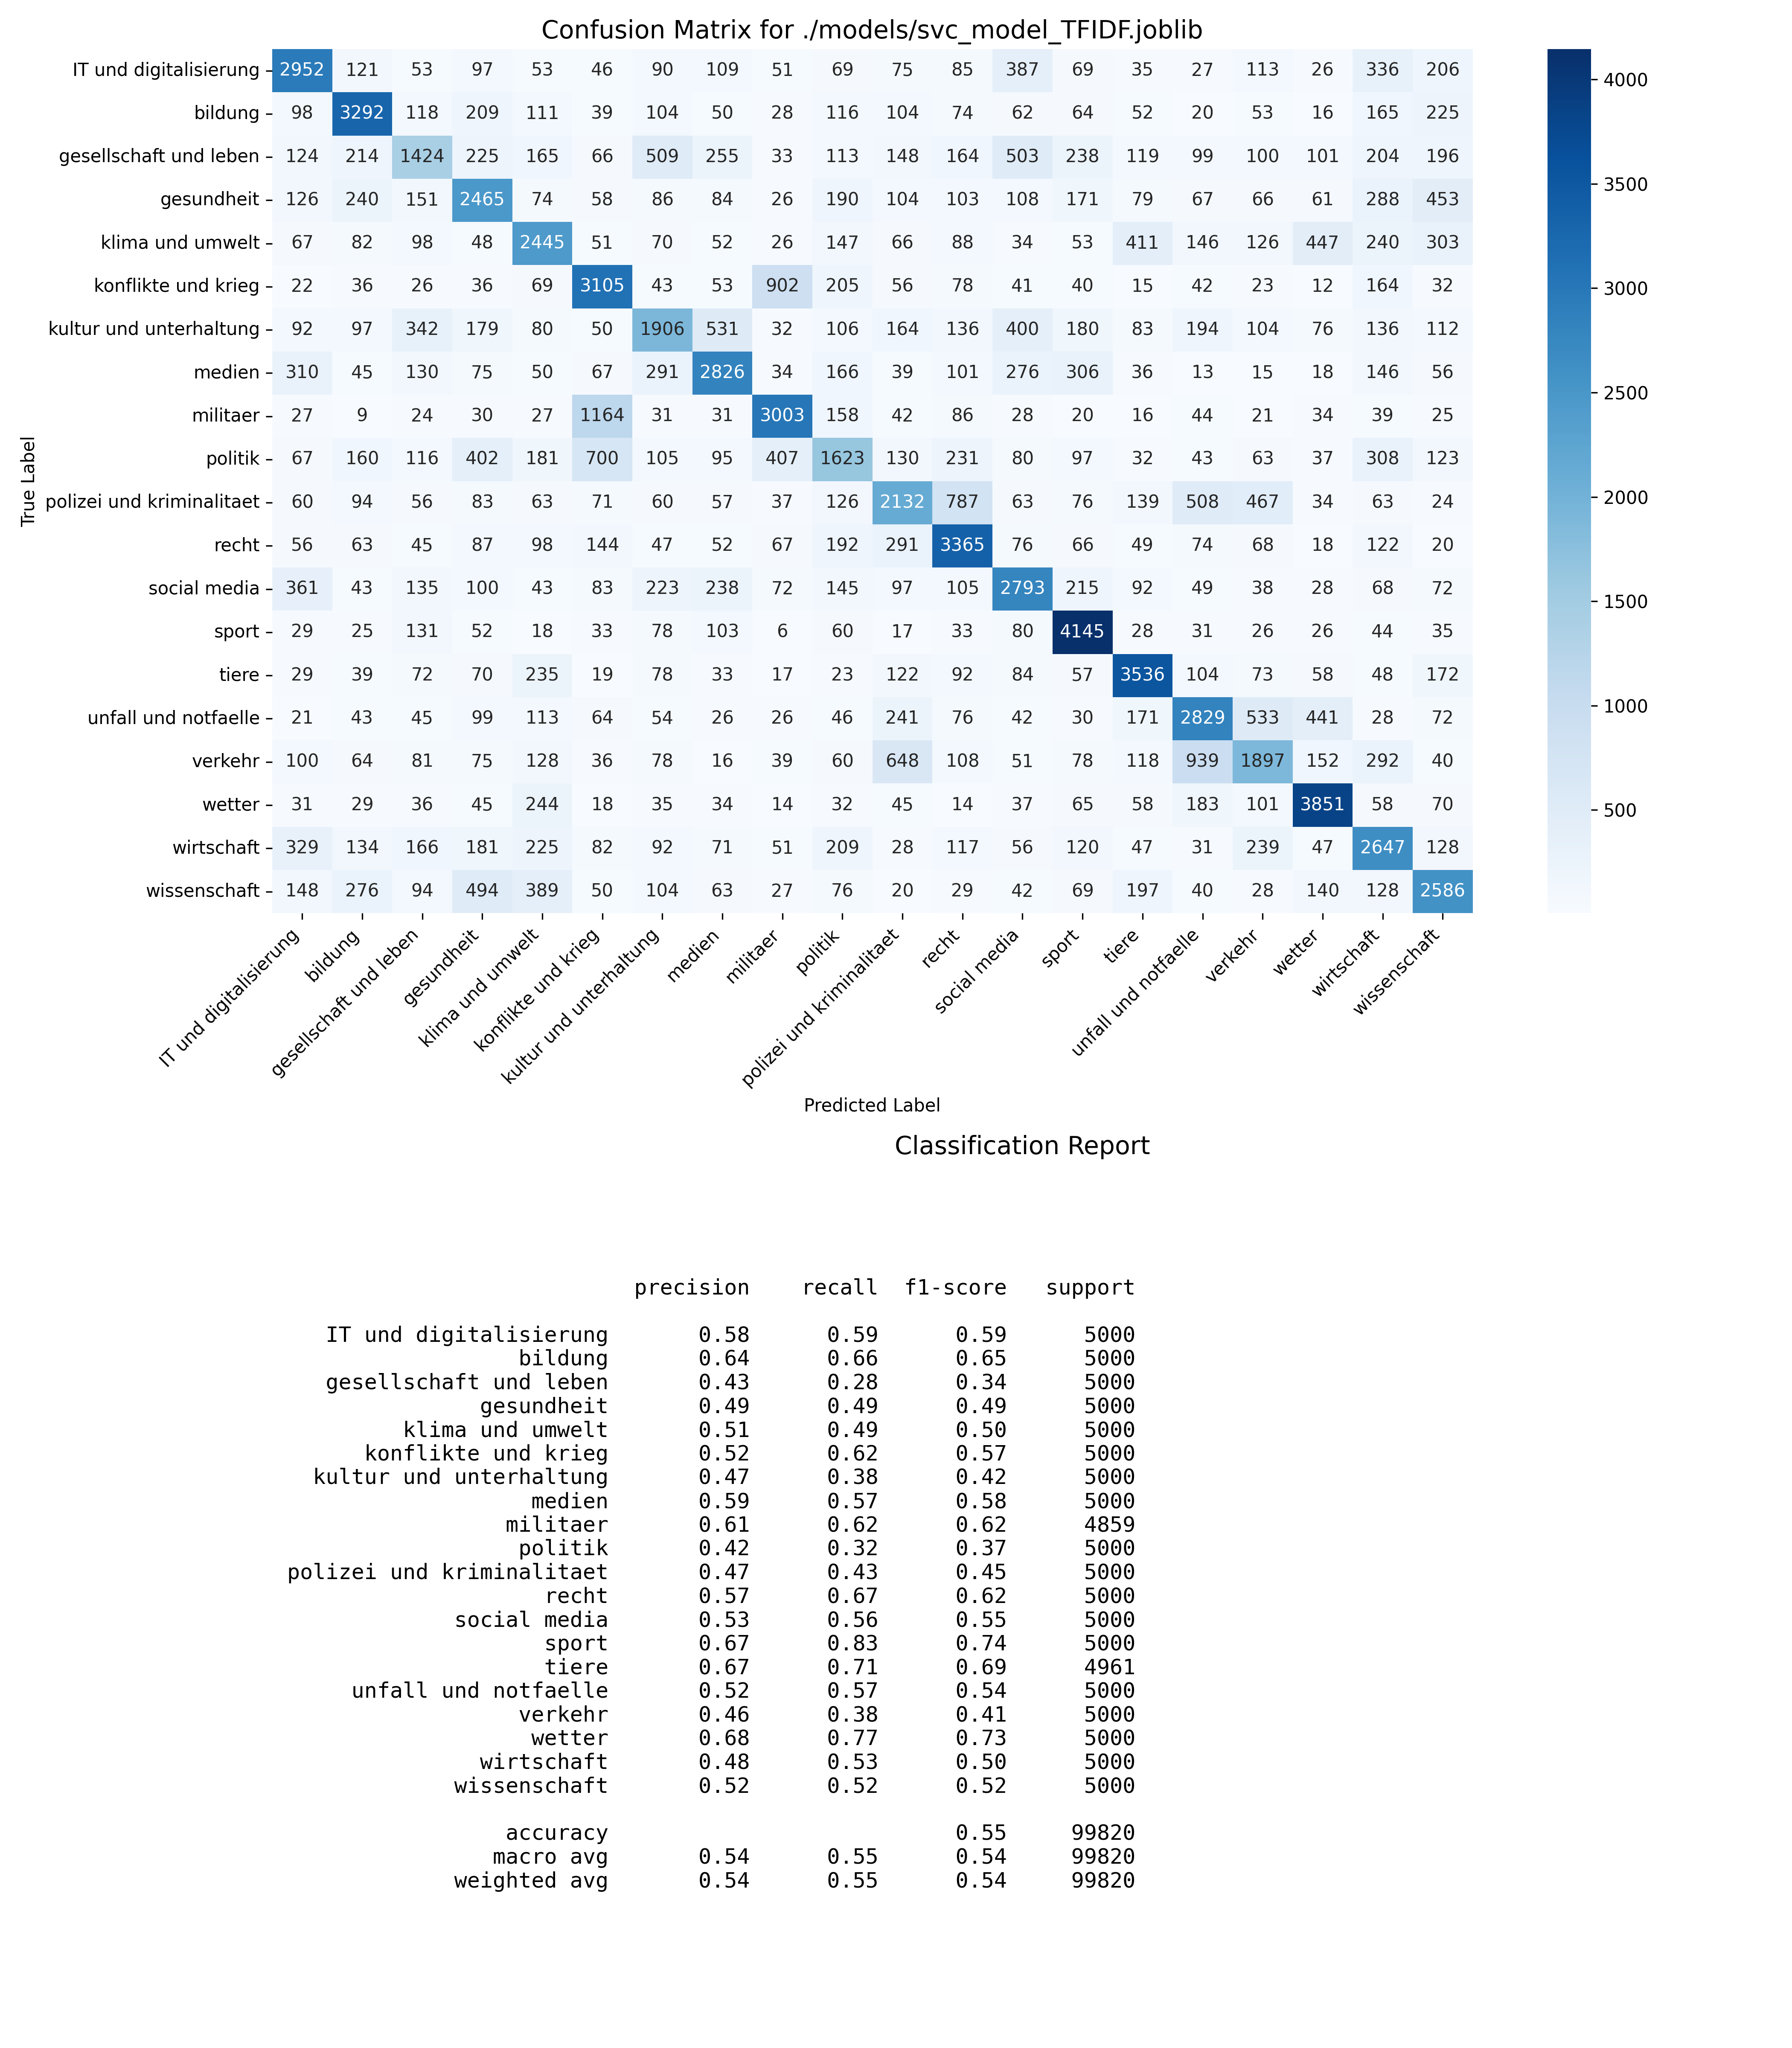 Confusion Matrix for ./models/svc_model_TFIDF.joblib
IT und digitalisierung 2952 121 53 97 53 46 90 109 51 69 75 85 387 69 35 27 113 26 336 206
bildung 98 3292 118 209 111 39 104 50 28 116 104 74 62 64 52 20 53 16 165 225
gesellschaft und leben 124 214 1424 225 165 66 509 255 33 113 148 164 503 238 119 99 100 101 204 196
gesundheit 126 240 151 2465 74 58 86 84 26 190 104 103 108 171 79 67 66 61 288 453
klima und umwelt 67 82 98 48 2445 51 70 52 26 147 66 88 34 53 411 146 126 447 240 303
konflikte und krieg 22 36 26 36 69 3105 43 53 902 205 56 78 41 40 15 42 23 12 164 32
kultur und unterhaltung 92 97 342 179 80 50 1906 531 32 106 164 136 400 180 83 194 104 76 136 112
medien 310 45 130 75 50 67 291 2826 34 166 39 101 276 306 36 13 15 18 146 56
militaer 27 9 24 30 27 1164 31 31 3003 158 42 86 28 20 16 44 21 34 39 25
politik 67 160 116 402 181 700 105 95 407 1623 130 231 80 97 32 43 63 37 308 123
polizei und kriminalitaet 60 94 56 83 63 71 60 57 37 126 2132 787 63 76 139 508 467 34 63 24
recht 56 63 45 87 98 144 47 52 67 192 291 3365 76 66 49 74 68 18 122 20
social media 361 43 135 100 43 83 223 238 72 145 97 105 2793 215 92 49 38 28 68 72
sport 29 25 131 52 18 33 78 103 6 60 17 33 80 4145 28 31 26 26 44 35
tiere 29 39 72 70 235 19 78 33 17 23 122 92 84 57 3536 104 73 58 48 172
unfall und notfaelle 21 43 45 99 113 64 54 26 26 46 241 76 42 30 171 2829 533 441 28 72
verkehr 100 64 81 75 128 36 78 16 39 60 648 108 51 78 118 939 1897 152 292 40
wetter 31 29 36 45 244 18 35 34 14 32 45 14 37 65 58 183 101 3851 58 70
wirtschaft 329 134 166 181 225 82 92 71 51 209 28 117 56 120 47 31 239 47 2647 128
wissenschaft 148 276 94 494 389 50 104 63 27 76 20 29 42 69 197 40 28 140 128 2586
True Label
IT und digitalisierung
bildung
gesellschaft und leben
gesundheit
klima und umwelt
konflikte und krieg
kultur und unterhaltung
medien
militaer
politik
polizei und kriminalitaet
recht
social media
sport
tiere
unfall und notfaelle
verkehr
wetter
wirtschaft
wissenschaft
Predicted Label
4000
3500
3000
2500
2000
1500
1000
500
Classification Report
precision recall f1-score support
IT und digitalisierung 0.58 0.59 0.59 5000
bildung 0.64 0.66 0.65 5000
gesellschaft und leben 0.43 0.28 0.34 5000
gesundheit 0.49 0.49 0.49 5000
klima und umwelt 0.51 0.49 0.50 5000
konflikte und krieg 0.52 0.62 0.57 5000
kultur und unterhaltung 0.47 0.38 0.42 5000
medien 0.59 0.57 0.58 5000
militaer 0.61 0.62 0.62 4859
politik 0.42 0.32 0.37 5000
polizei und kriminalitaet 0.47 0.43 0.45 5000
recht 0.57 0.67 0.62 5000
social media 0.53 0.56 0.55 5000
sport 0.67 0.83 0.74 5000
tiere 0.67 0.71 0.69 4961
unfall und notfaelle 0.52 0.57 0.54 5000
verkehr 0.46 0.38 0.41 5000
wetter 0.68 0.77 0.73 5000
wirtschaft 0.48 0.53 0.50 5000
wissenschaft 0.52 0.52 0.52 5000
accuracy 0.55 99820
macro avg 0.54 0.55 0.54 99820
weighted avg 0.54 0.55 0.54 99820